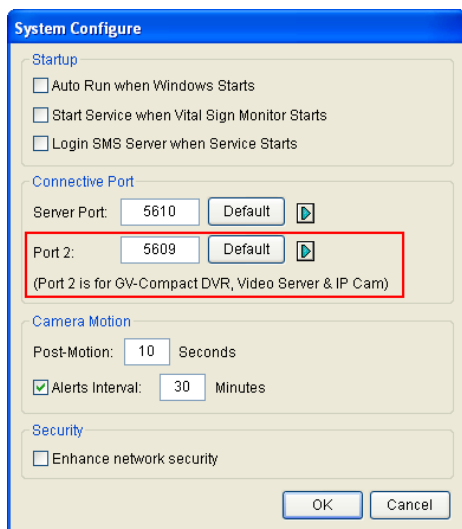 System Configure
Startup
Auto Run when Windows Starts
Start Service when Vital Sign Monitor Starts
Login SMS Server when Service Starts
Connective Port
Server Port: 5610 Default
Port 2: 5609 Default
(Port 2 is for GV-Compact DVR, Video Server & IP Cam)
Camera Motion
Post-Motion: 10 Seconds
Alerts Interval: 30 Minutes
Security
Enhance network security
OK Cancel